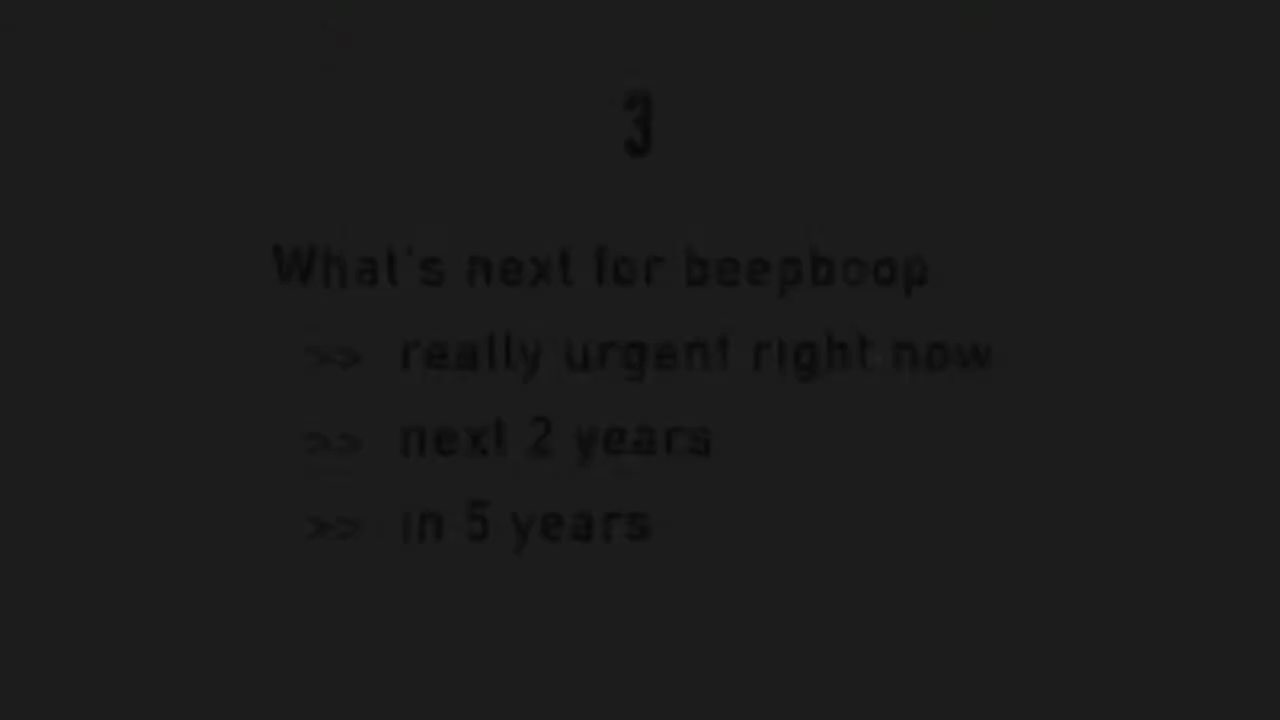 3
What's next for beepboop
>> really urgent right now
>> next 2 years
>> in 5 years